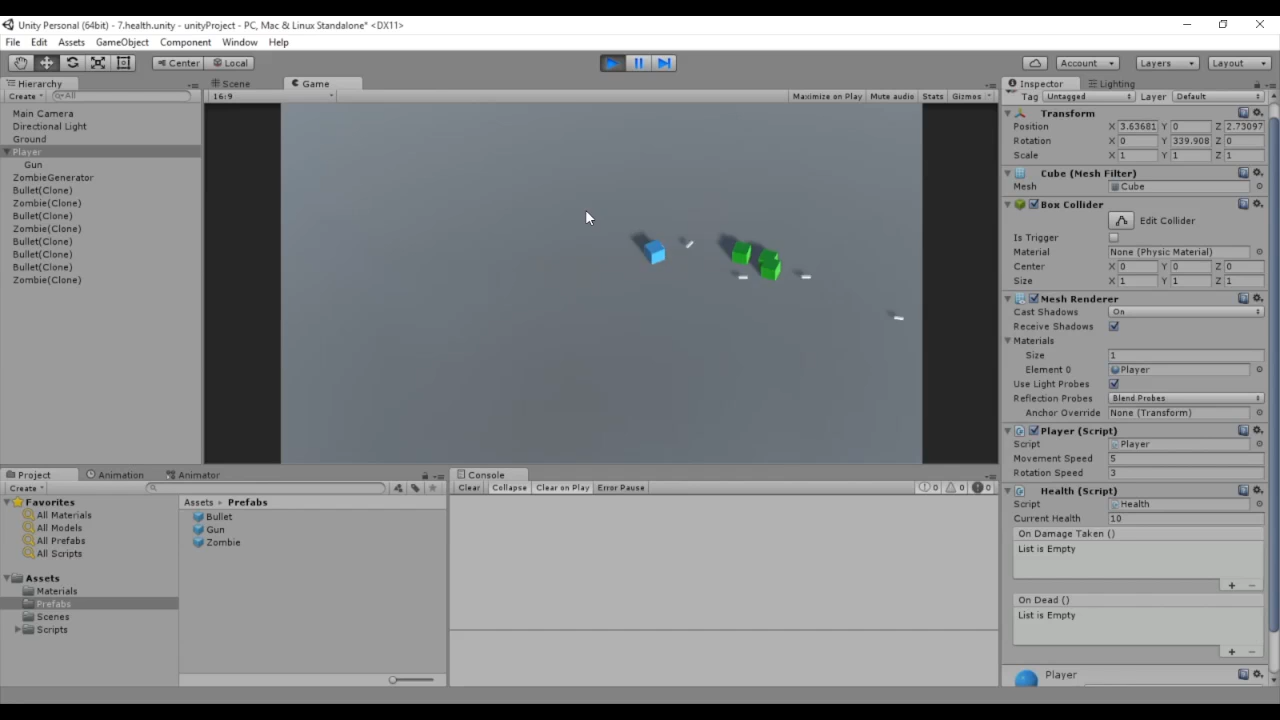 Unity Personal (64bit) - 7.health.unity - unityProject - PC, Mac & Linux Standalone* <DX11>
File Edit Assets GameObject Component Window Help
Center Local Account Layers Layout
Hierarchy
Create All
Main Camera
Directional Light
Ground
Player
Gun
ZombieGenerator
Bullet(Clone)
Zombie(Clone)
Bullet(Clone)
Zombie(Clone)
Bullet(Clone)
Bullet(Clone)
Bullet(Clone)
Zombie(Clone)
Scene Game
16:9 Maximize on Play Mute audio Stats Gizmos
Inspector Lighting
Tag Untagged Layer Default
Transform
Position X 3.63681 Y 0 Z 2.73097
Rotation X 0 Y 339.908 Z 0
Scale X 1 Y 1 Z 1
Cube (Mesh Filter)
Mesh Cube
Box Collider
Edit Collider
Is Trigger
Material None (Physic Material)
Center X 0 Y 0 Z 0
Size X 1 Y 1 Z 1
Mesh Renderer
Cast Shadows On
Receive Shadows
Materials
Size 1
Element 0 Player
Use Light Probes
Reflection Probes Blend Probes
Anchor Override None (Transform)
Player (Script)
Script Player
Movement Speed 5
Rotation Speed 3
Health (Script)
Script Health
Current Health 10
On Damage Taken ()
List is Empty
On Dead ()
List is Empty
Player
Project Animation Animator
Create
Favorites
All Materials
All Models
All Prefabs
All Scripts
Assets
Materials
Prefabs
Scenes
Scripts
Assets Prefabs
Bullet
Gun
Zombie
Console
Clear Collapse Clear on Play Error Pause 0 0 0